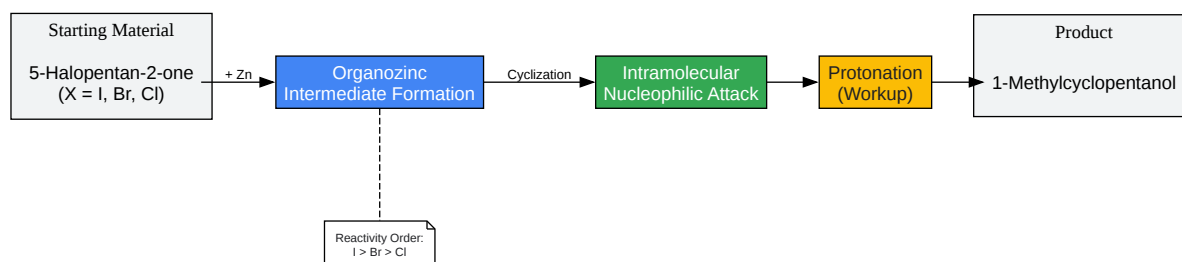 Starting Material
5-Halopentan-2-one
(X = I, Br, Cl)
+ Zn
Organozinc
Intermediate Formation
Cyclization
Intramolecular
Nucleophilic Attack
Protonation
(Workup)
Product
1-Methylcyclopentanol
Reactivity Order:
I > Br > Cl